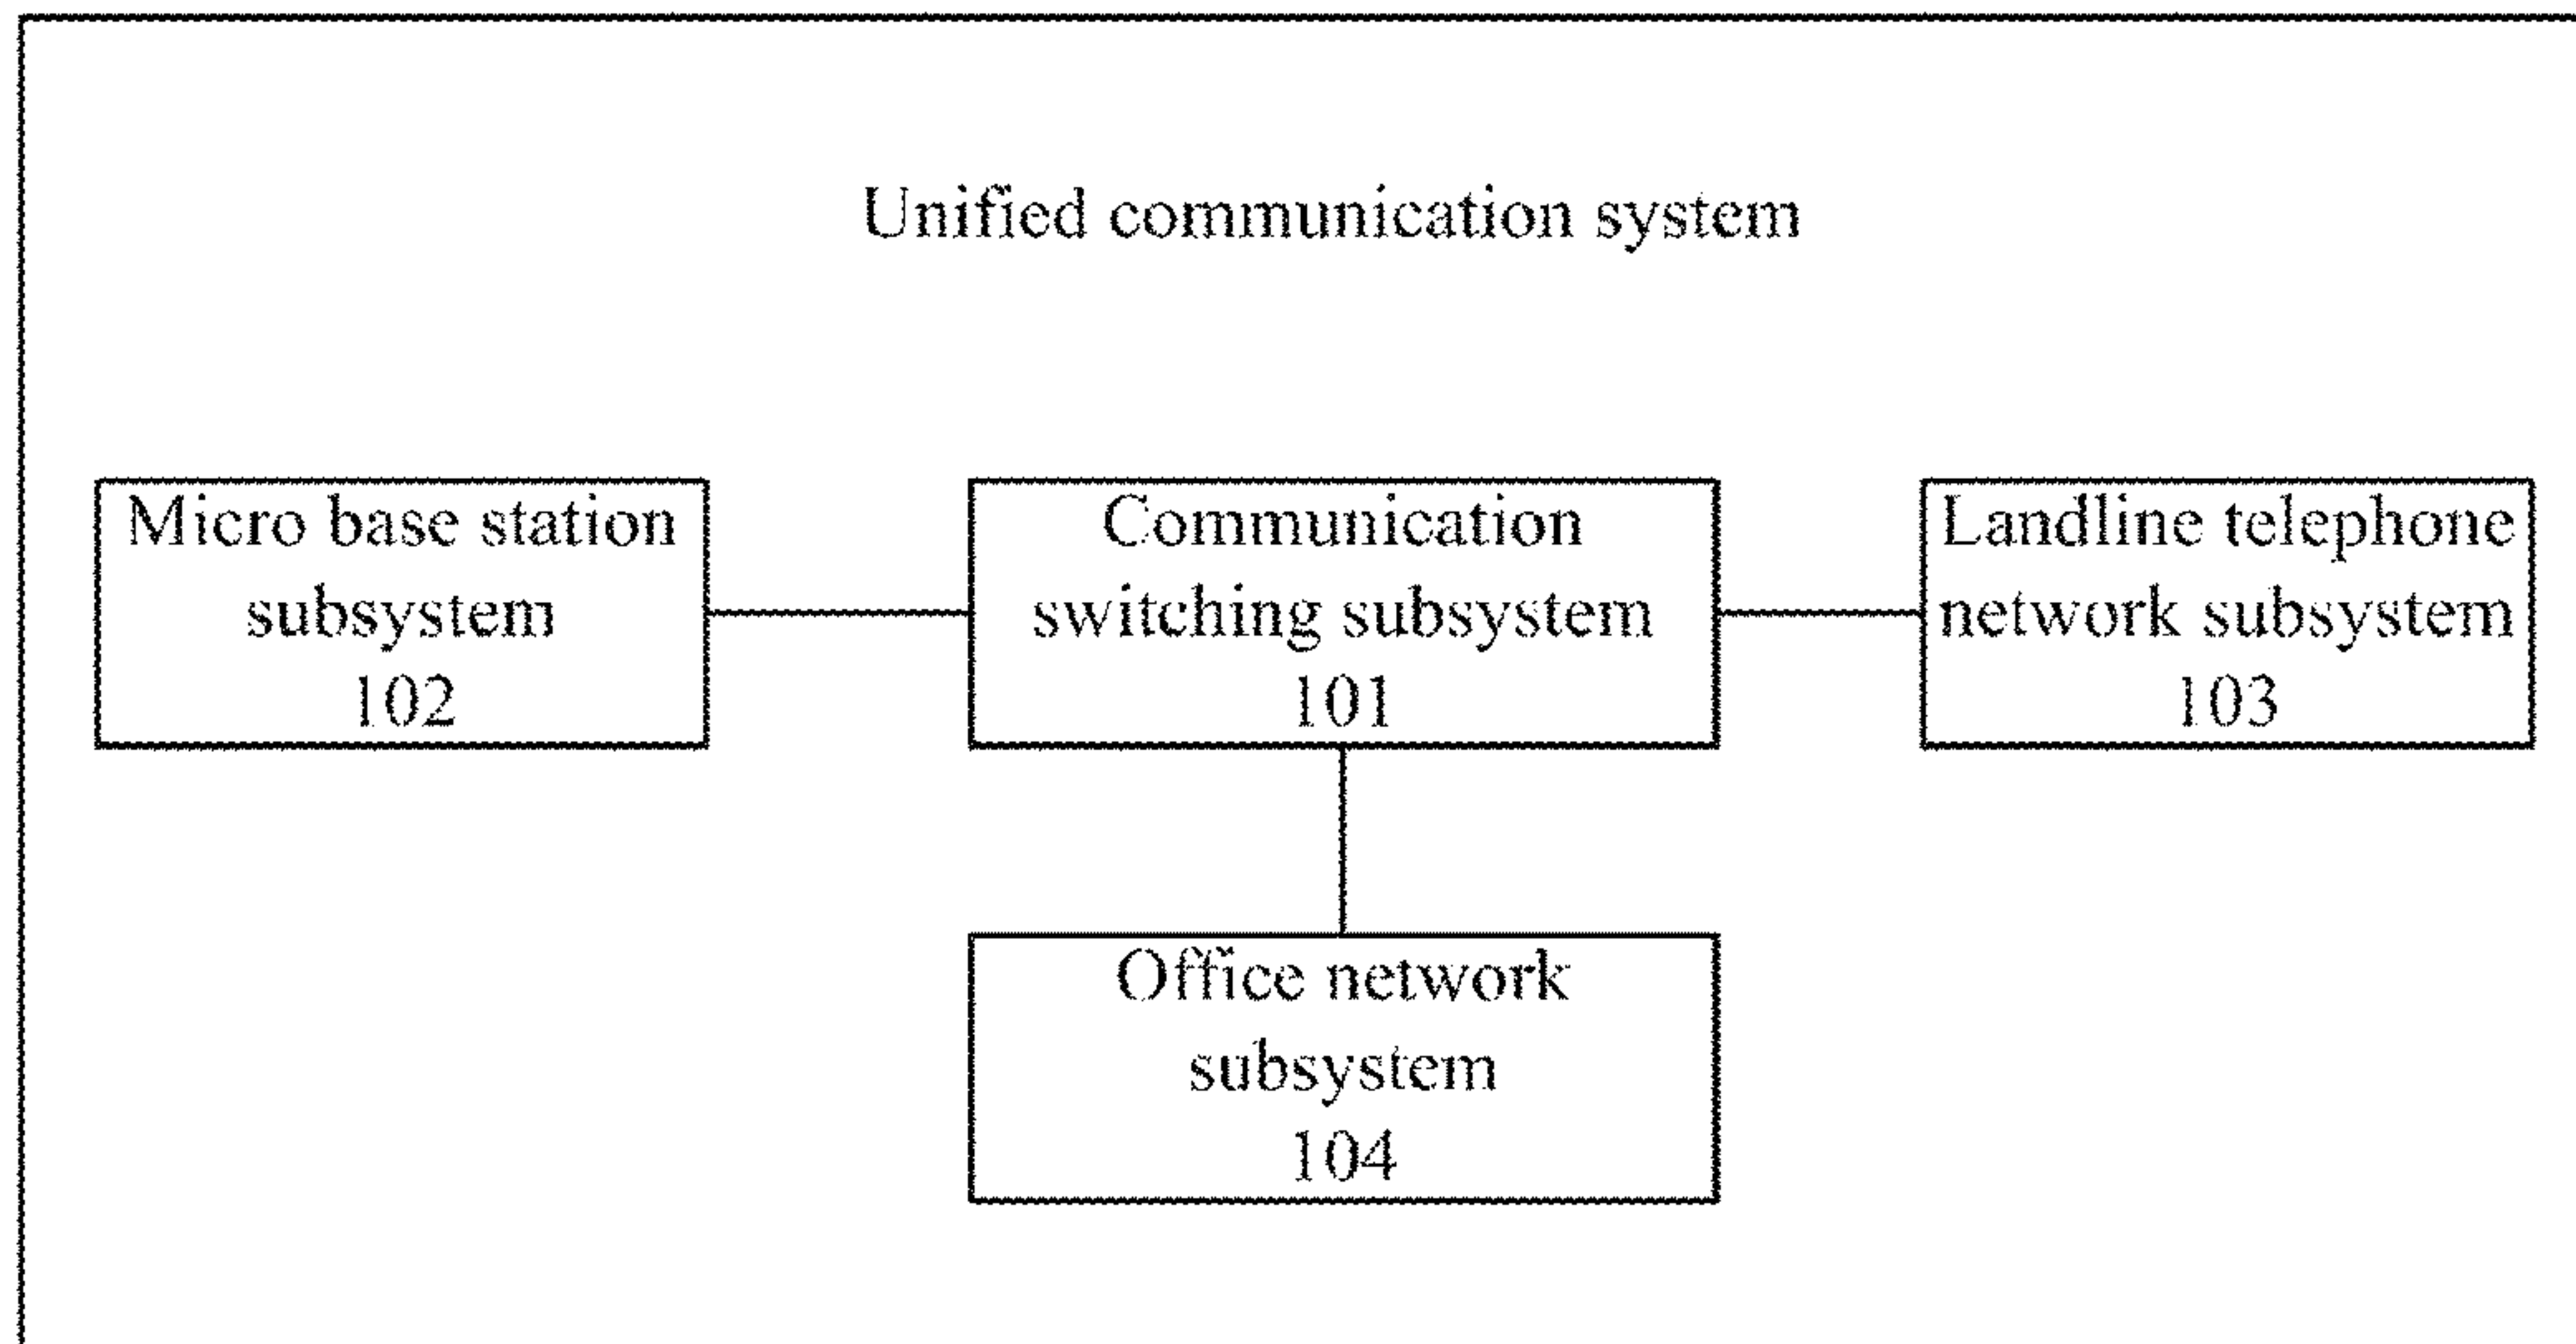 Unified communication system
Micro base station
subsystem
102
Communication
switching subsystem
101
Landline telephone
network subsystem
103
Office network
subsystem
104